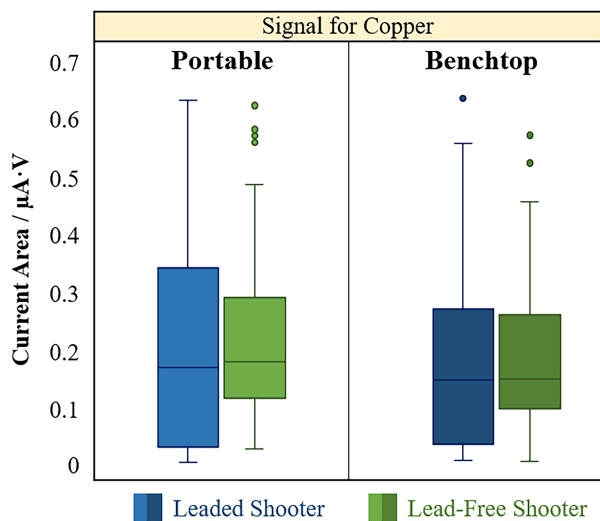 Signal for Copper
Portable
Benchtop
Current Area / µA·V
0.7
0.6
0.5
0.4
0.3
0.2
0.1
0
Leaded Shooter
Lead-Free Shooter